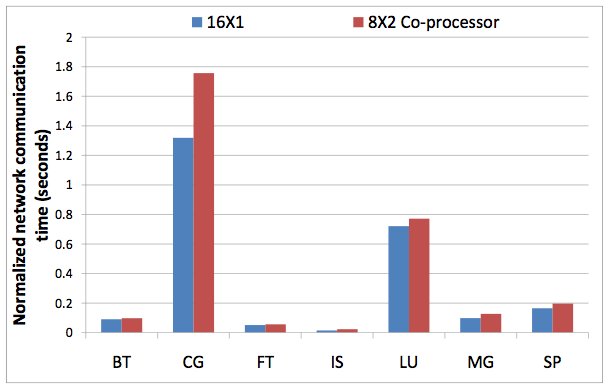 16X1 8X2 Co-processor
Normalized network communication
time (seconds)
2
1.8
1.6
1.4
1.2
1
0.8
0.6
0.4
0.2
0
BT CG FT IS LU MG SP